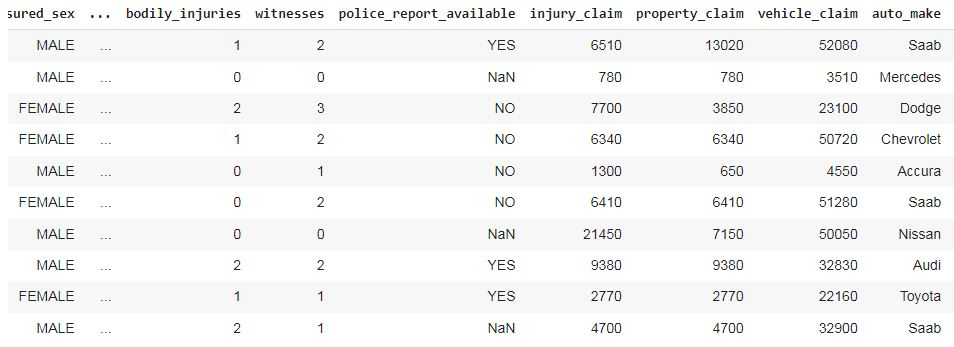 sured_sex ... bodily_injuries witnesses police_report_available injury_claim property_claim vehicle_claim auto_make
MALE ... 1 2 YES 6510 13020 52080 Saab
MALE ... 0 0 NaN 780 780 3510 Mercedes
FEMALE ... 2 3 NO 7700 3850 23100 Dodge
FEMALE ... 1 2 NO 6340 6340 50720 Chevrolet
MALE ... 0 1 NO 1300 650 4550 Accura
FEMALE ... 0 2 NO 6410 6410 51280 Saab
MALE ... 0 0 NaN 21450 7150 50050 Nissan
MALE ... 2 2 YES 9380 9380 32830 Audi
FEMALE ... 1 1 YES 2770 2770 22160 Toyota
MALE ... 2 1 NaN 4700 4700 32900 Saab